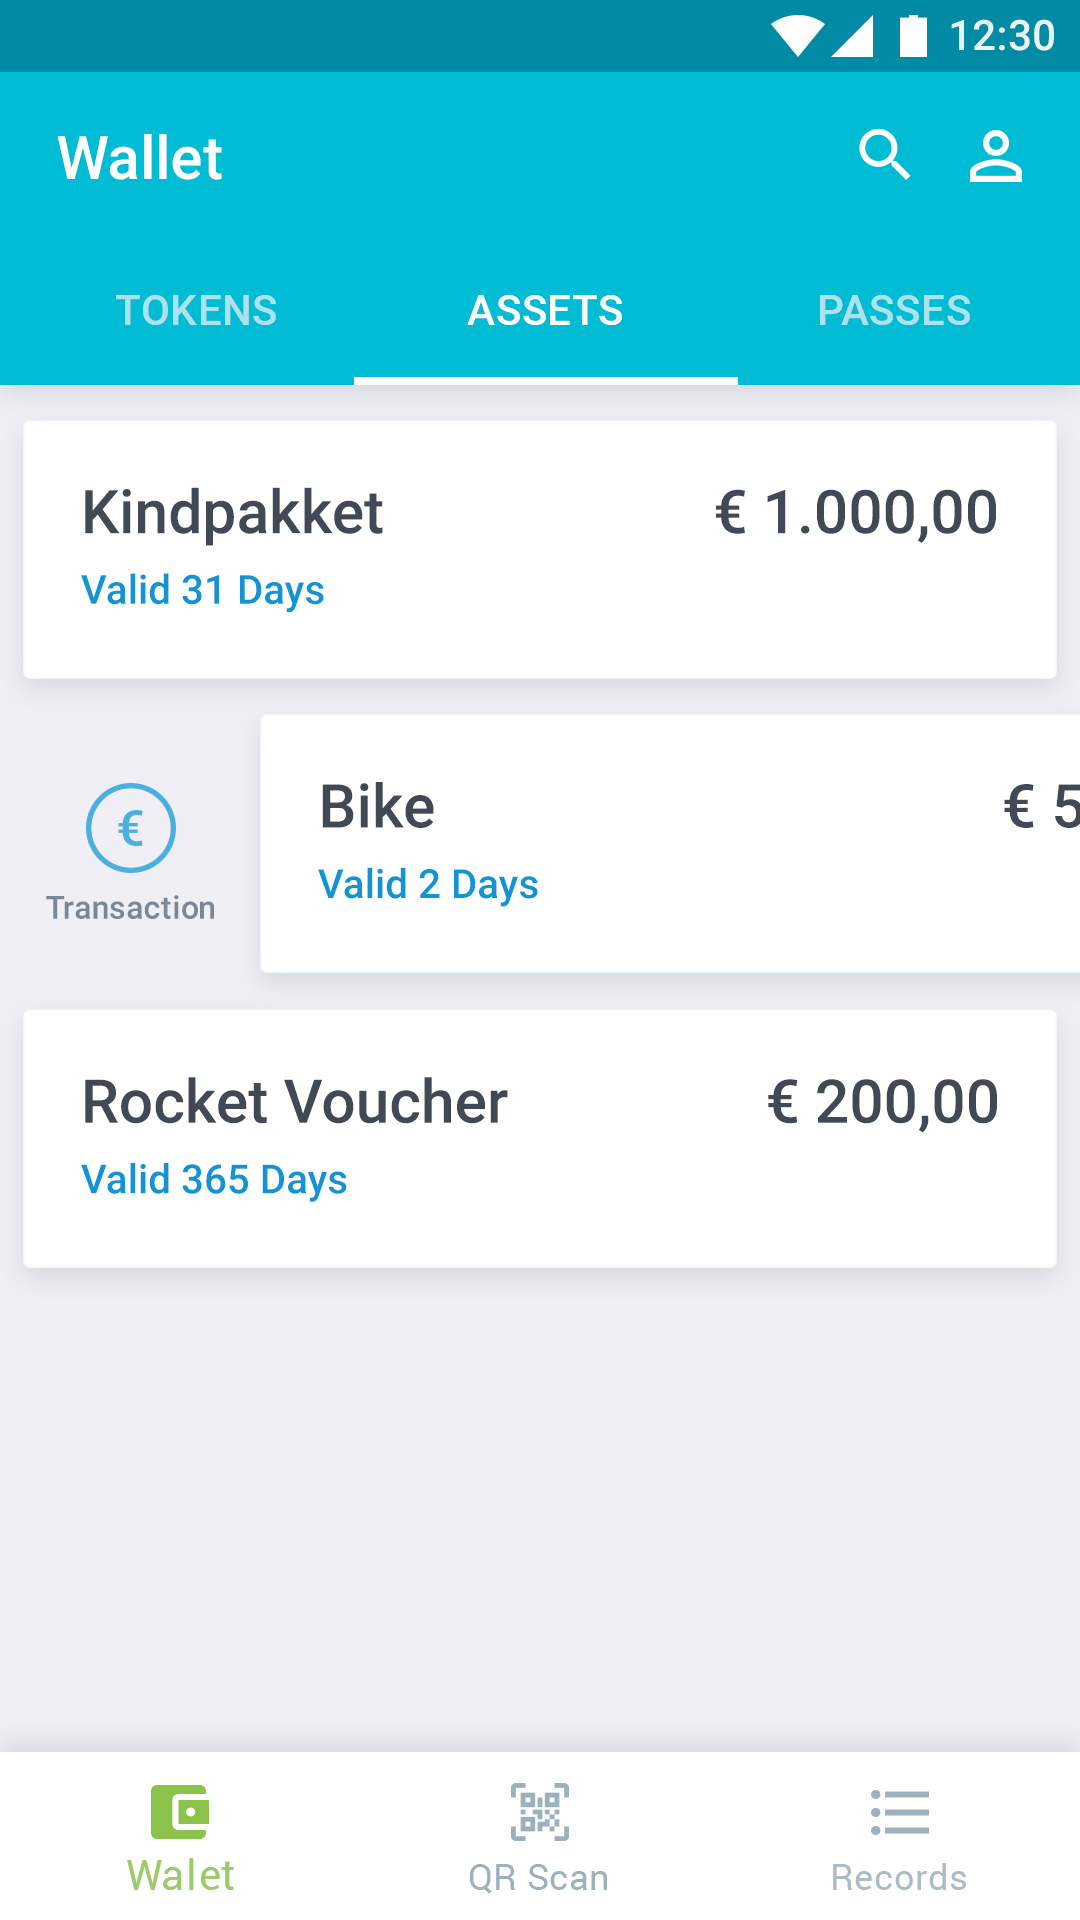 12:30
Wallet
TOKENS ASSETS PASSES
Kindpakket € 1.000,00
Valid 31 Days
Bike € 5
Valid 2 Days
€
Transaction
Rocket Voucher € 200,00
Valid 365 Days
Walet QR Scan Records